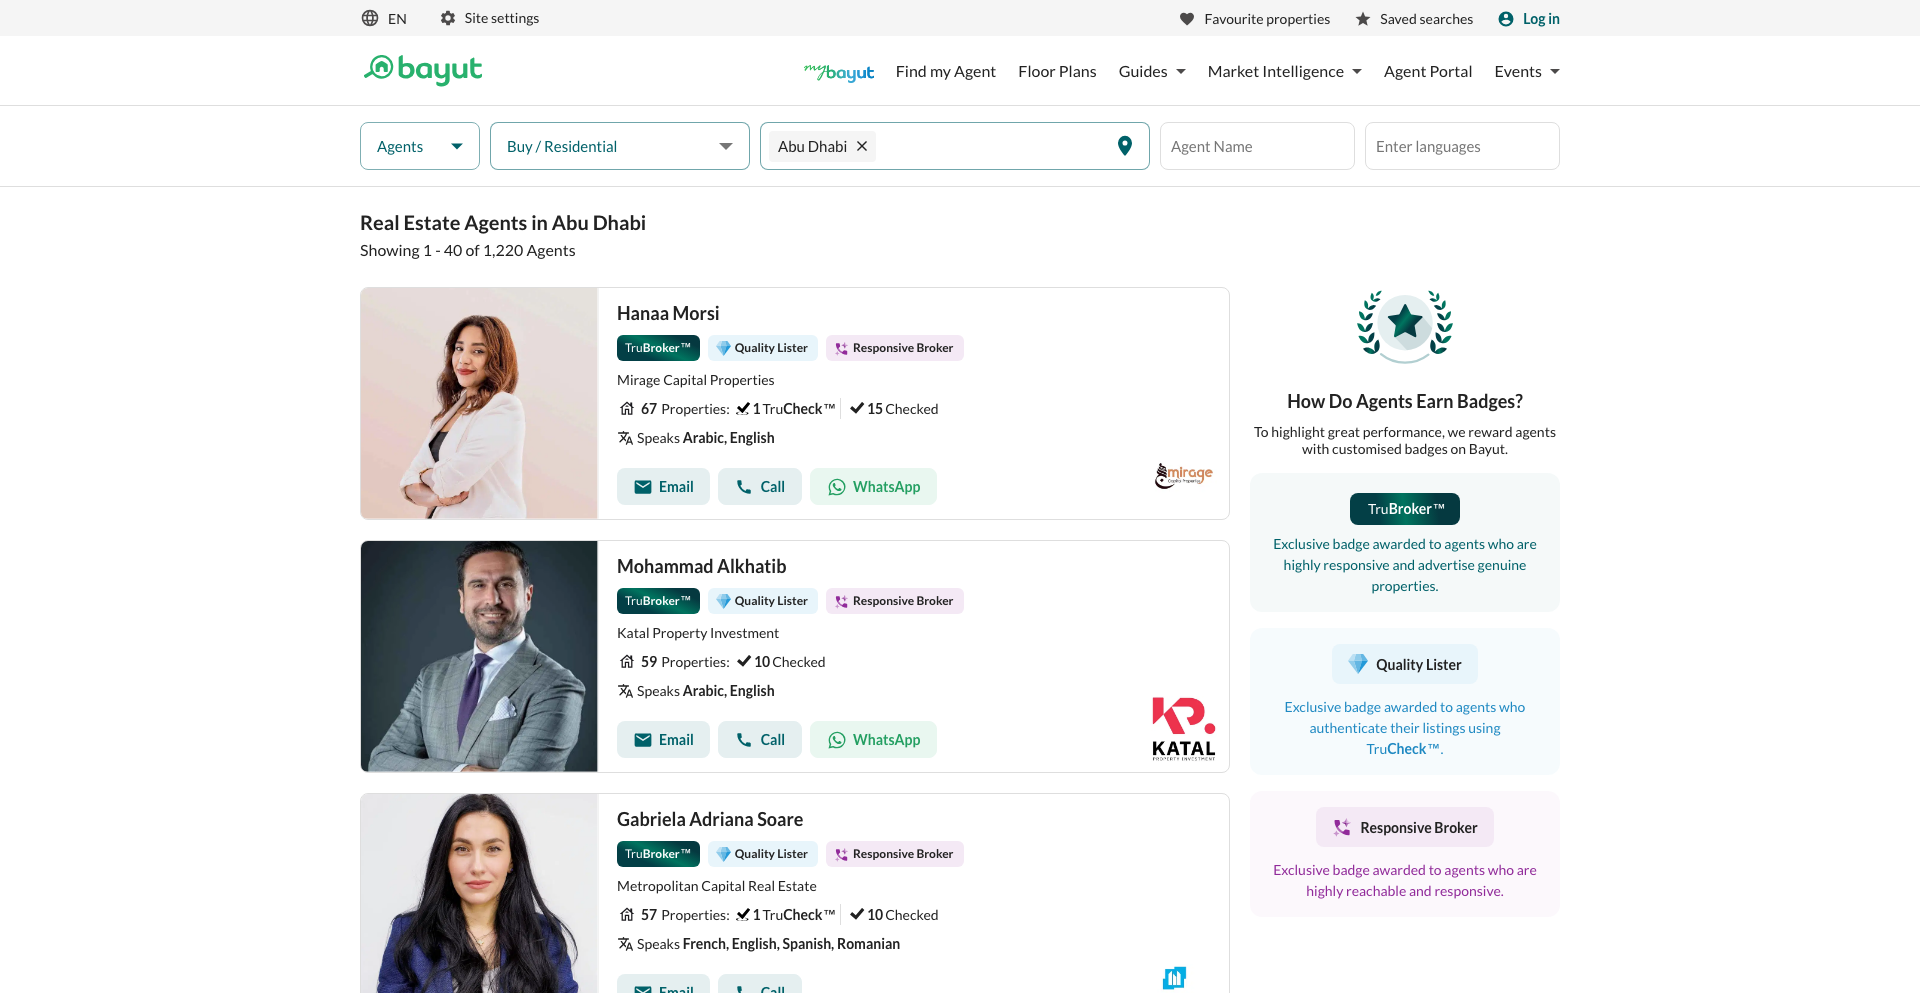 EN
Site settings
Favourite properties
Saved searches
Log in
bayut
mybayut
Find my Agent
Floor Plans
Guides
Market Intelligence
Agent Portal
Events
Agents
Buy / Residential
Abu Dhabi
Agent Name
Enter languages
Real Estate Agents in Abu Dhabi
Showing 1 - 40 of 1,220 Agents
Hanaa Morsi
TruBroker™
Quality Lister
Responsive Broker
Mirage Capital Properties
67 Properties: 1 TruCheck™ 15 Checked
Speaks Arabic, English
Email
Call
WhatsApp
mirage
Capital Property
Mohammad Alkhatib
TruBroker™
Quality Lister
Responsive Broker
Katal Property Investment
59 Properties: 10 Checked
Speaks Arabic, English
Email
Call
WhatsApp
KP.
KATAL
PROPERTY INVESTMENT
Gabriela Adriana Soare
TruBroker™
Quality Lister
Responsive Broker
Metropolitan Capital Real Estate
57 Properties: 1 TruCheck™ 10 Checked
Speaks French, English, Spanish, Romanian
Email
Call
How Do Agents Earn Badges?
To highlight great performance, we reward agents
with customised badges on Bayut.
TruBroker™
Exclusive badge awarded to agents who are
highly responsive and advertise genuine
properties.
Quality Lister
Exclusive badge awarded to agents who
authenticate their listings using
TruCheck™.
Responsive Broker
Exclusive badge awarded to agents who are
highly reachable and responsive.